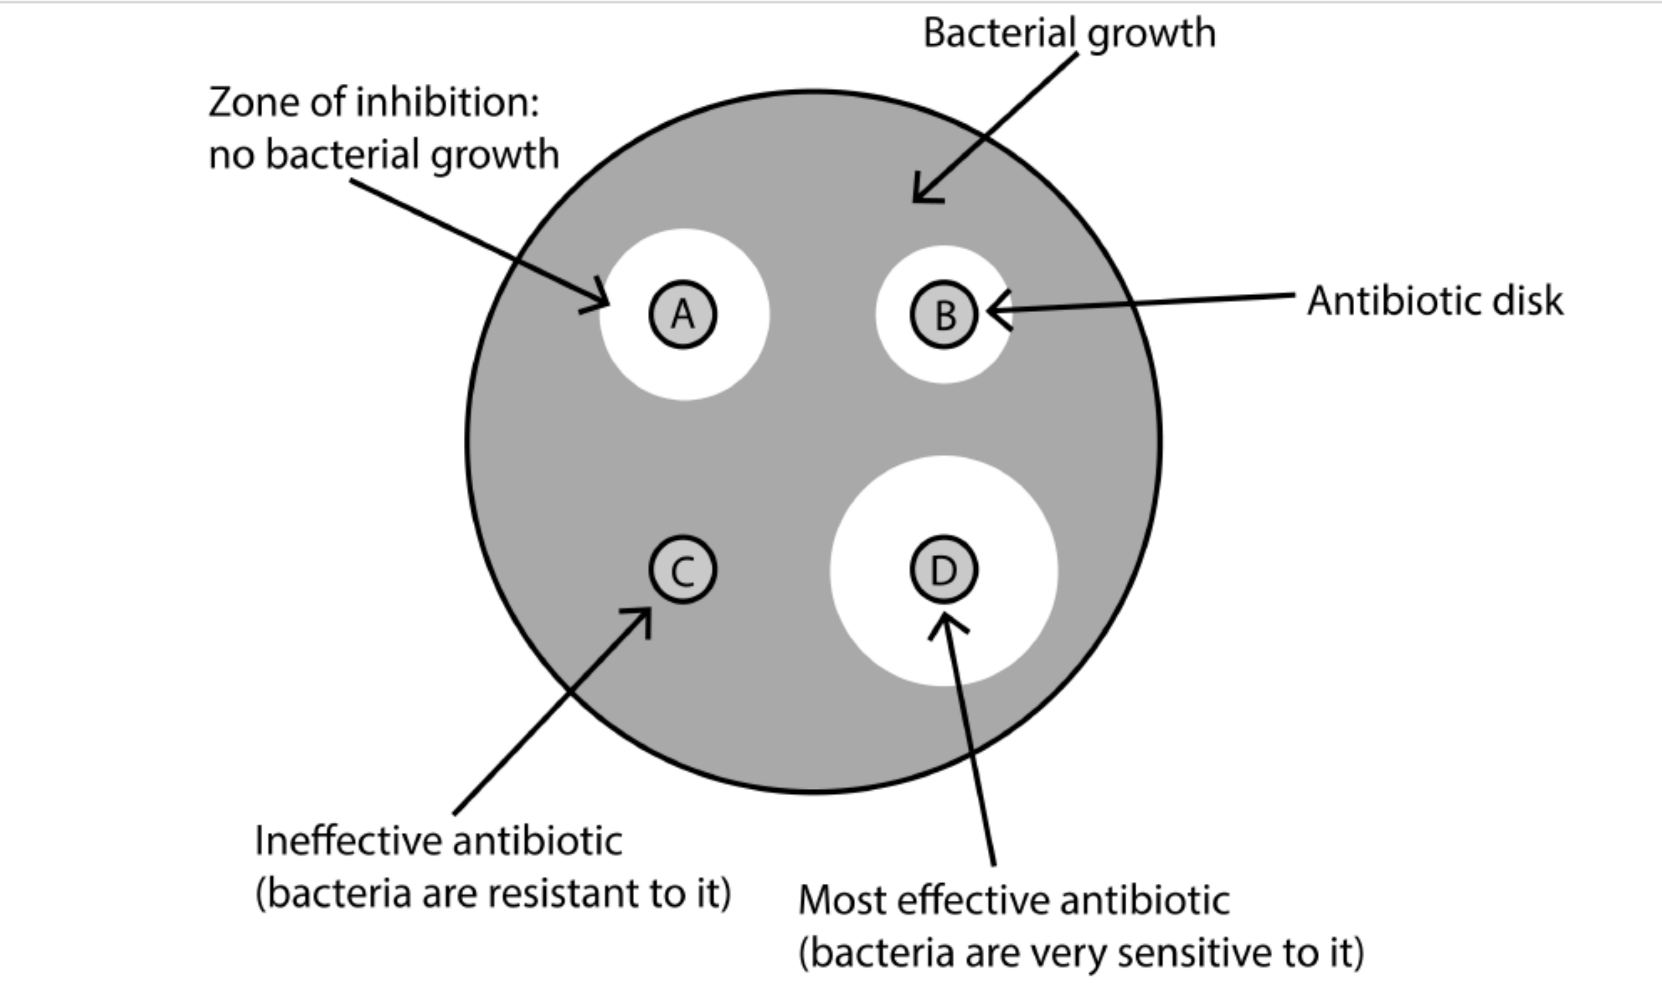 Bacterial growth
Zone of inhibition:
no bacterial growth
A
B
Antibiotic disk
C
D
Ineffective antibiotic
(bacteria are resistant to it)
Most effective antibiotic
(bacteria are very sensitive to it)